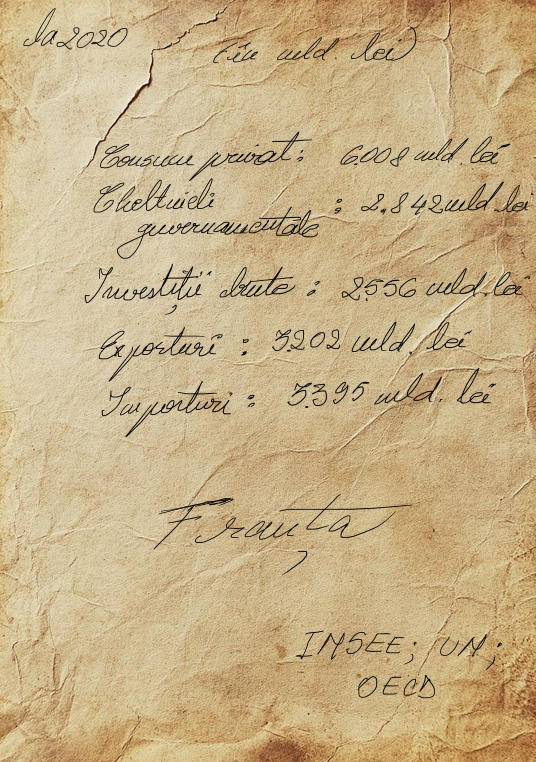 la 2020
(în mld. lei)
Consum privat: 6.008 mld. lei
Cheltuieli
guvernamentale : 2.842 mld. lei
Investiții brute : 2.556 mld. lei
Exporturi : 3.202 mld. lei
Importuri : 3.395 mld. lei
Franța
INSEE; UN;
OECD